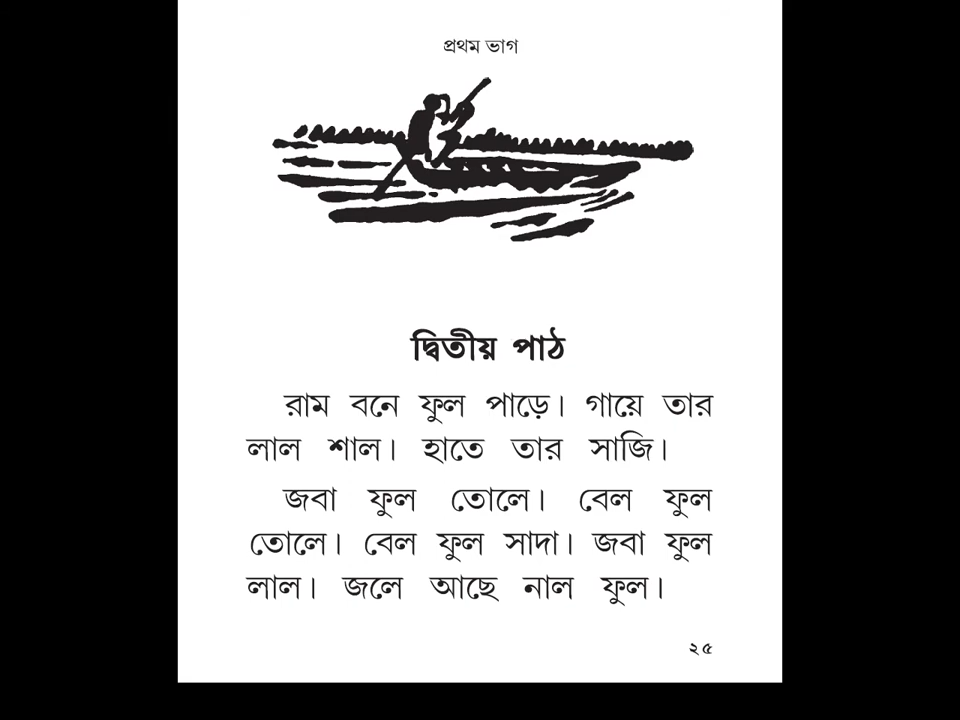 প্রথম ভাগ
দ্বিতীয় পাঠ
রাম বনে ফুল পাড়ে। গায়ে তার
লাল শাল। হাতে তার সাজি।
জবা ফুল তোলে। বেল ফুল
তোলে। বেল ফুল সাদা। জবা ফুল
লাল। জলে আছে নাল ফুল।
২৫